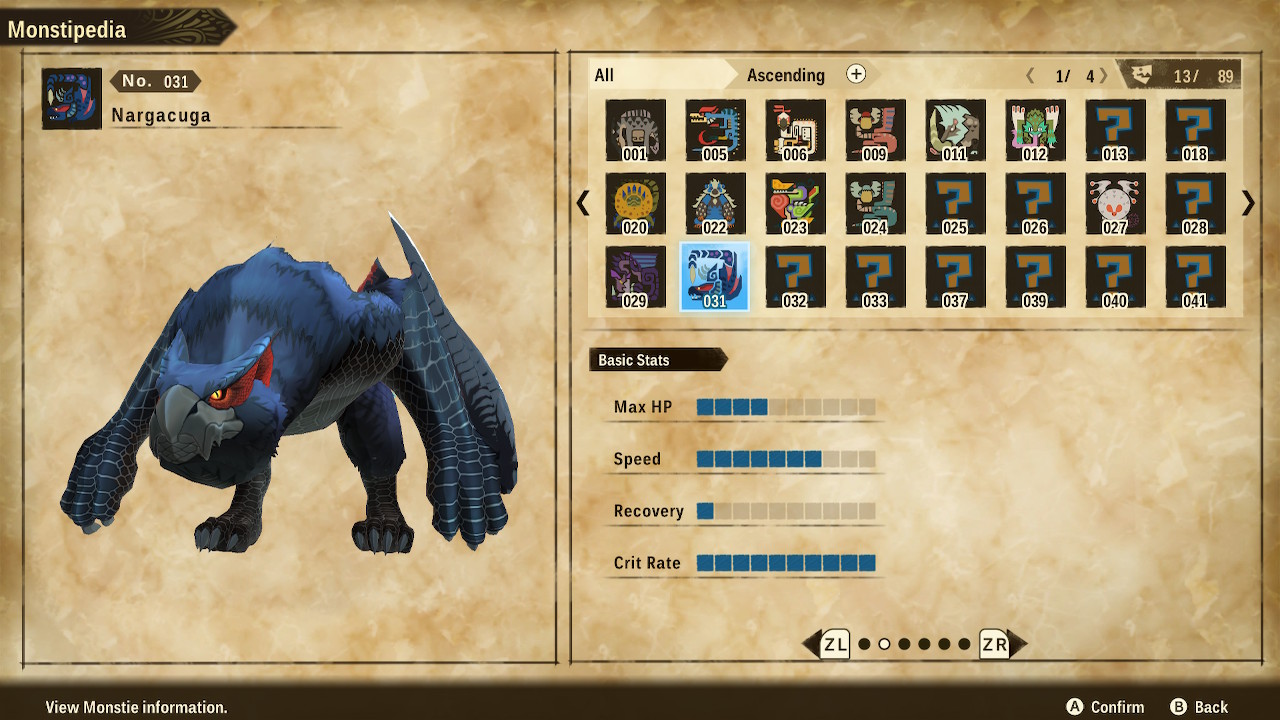 Monstipedia
No. 031
Nargacuga
All
Ascending
1/ 4
13/ 89
001 005 006 009 011 012 013 018
020 022 023 024 025 026 027 028
029 031 032 033 037 039 040 041
Basic Stats
Max HP
Speed
Recovery
Crit Rate
ZL ZR
View Monstie information.
A Confirm B Back